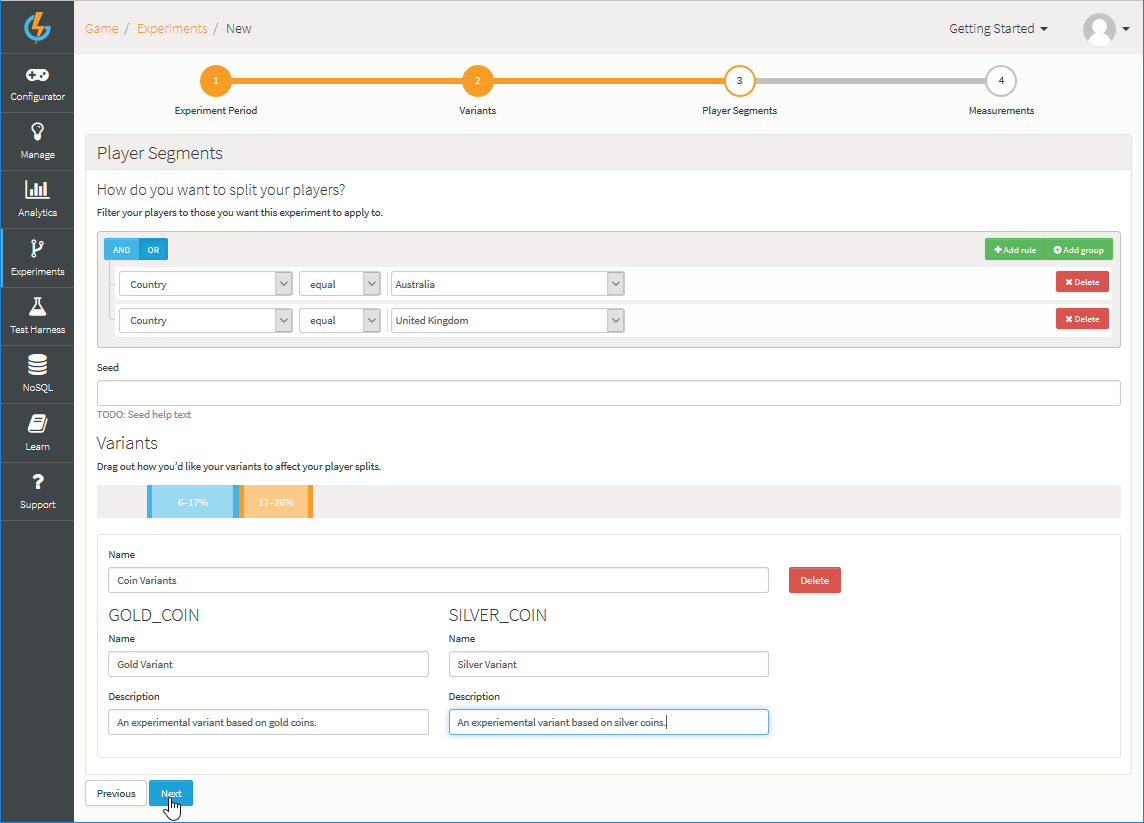 Game / Experiments / New
Getting Started
Configurator
Manage
Analytics
Experiments
Test Harness
NoSQL
Learn
Support
1 2 3 4
Experiment Period Variants Player Segments Measurements
Player Segments
How do you want to split your players?
Filter your players to those you want this experiment to apply to.
AND OR Add rule Add group
Country equal Australia Delete
Country equal United Kingdom Delete
Seed
TODO: Seed help text
Variants
Drag out how you'd like your variants to affect your player splits.
6–17% 17–26%
Name
Coin Variants Delete
GOLD_COIN SILVER_COIN
Name Name
Gold Variant Silver Variant
Description Description
An experimental variant based on gold coins. An experiemental variant based on silver coins.
Previous Next